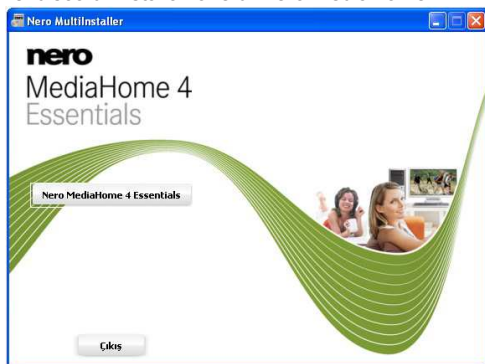 Nero MultiInstaller
nero
MediaHome 4
Essentials
Nero MediaHome 4 Essentials
Çıkış